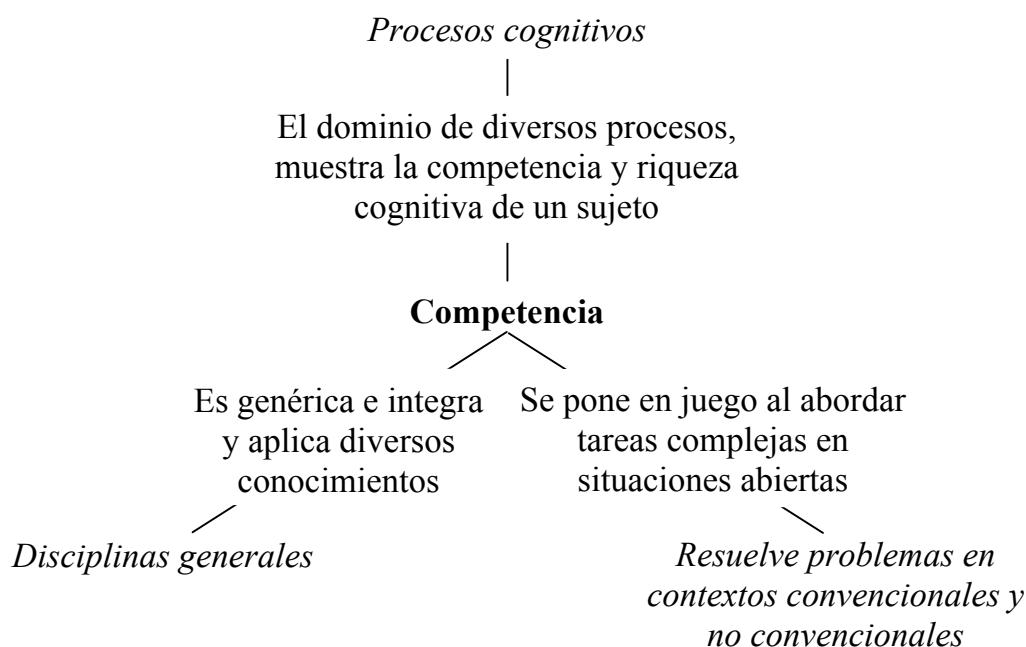 Procesos cognitivos
El dominio de diversos procesos,
muestra la competencia y riqueza
cognitiva de un sujeto
Competencia
Es genérica e integra
y aplica diversos
conocimientos
Se pone en juego al abordar
tareas complejas en
situaciones abiertas
Disciplinas generales
Resuelve problemas en
contextos convencionales y
no convencionales